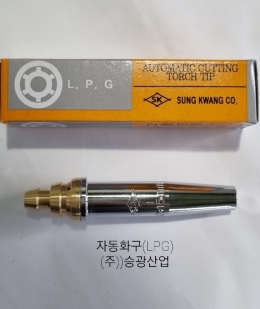 L. P. G
AUTOMATIC CUTTING
TORCH TIP
SK SUNG KWANG CO.
자동화구(LPG)
(주))승광산업